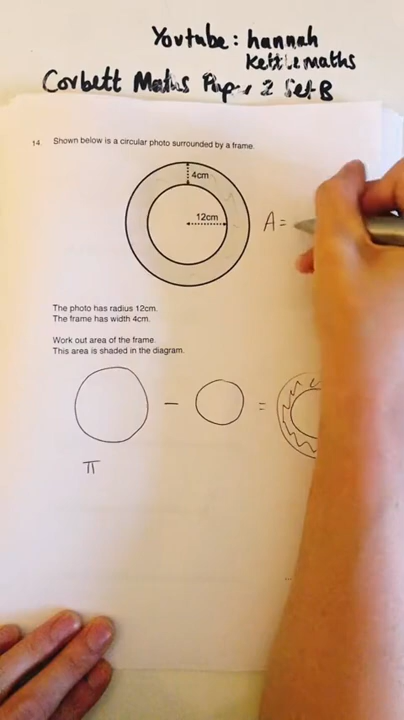 Youtube: hannah
Kettlemaths
Corbett Maths Paper 2 Set B
14. Shown below is a circular photo surrounded by a frame.
4cm
12cm
A=
The photo has radius 12cm.
The frame has width 4cm.
Work out area of the frame.
This area is shaded in the diagram.
− =
π